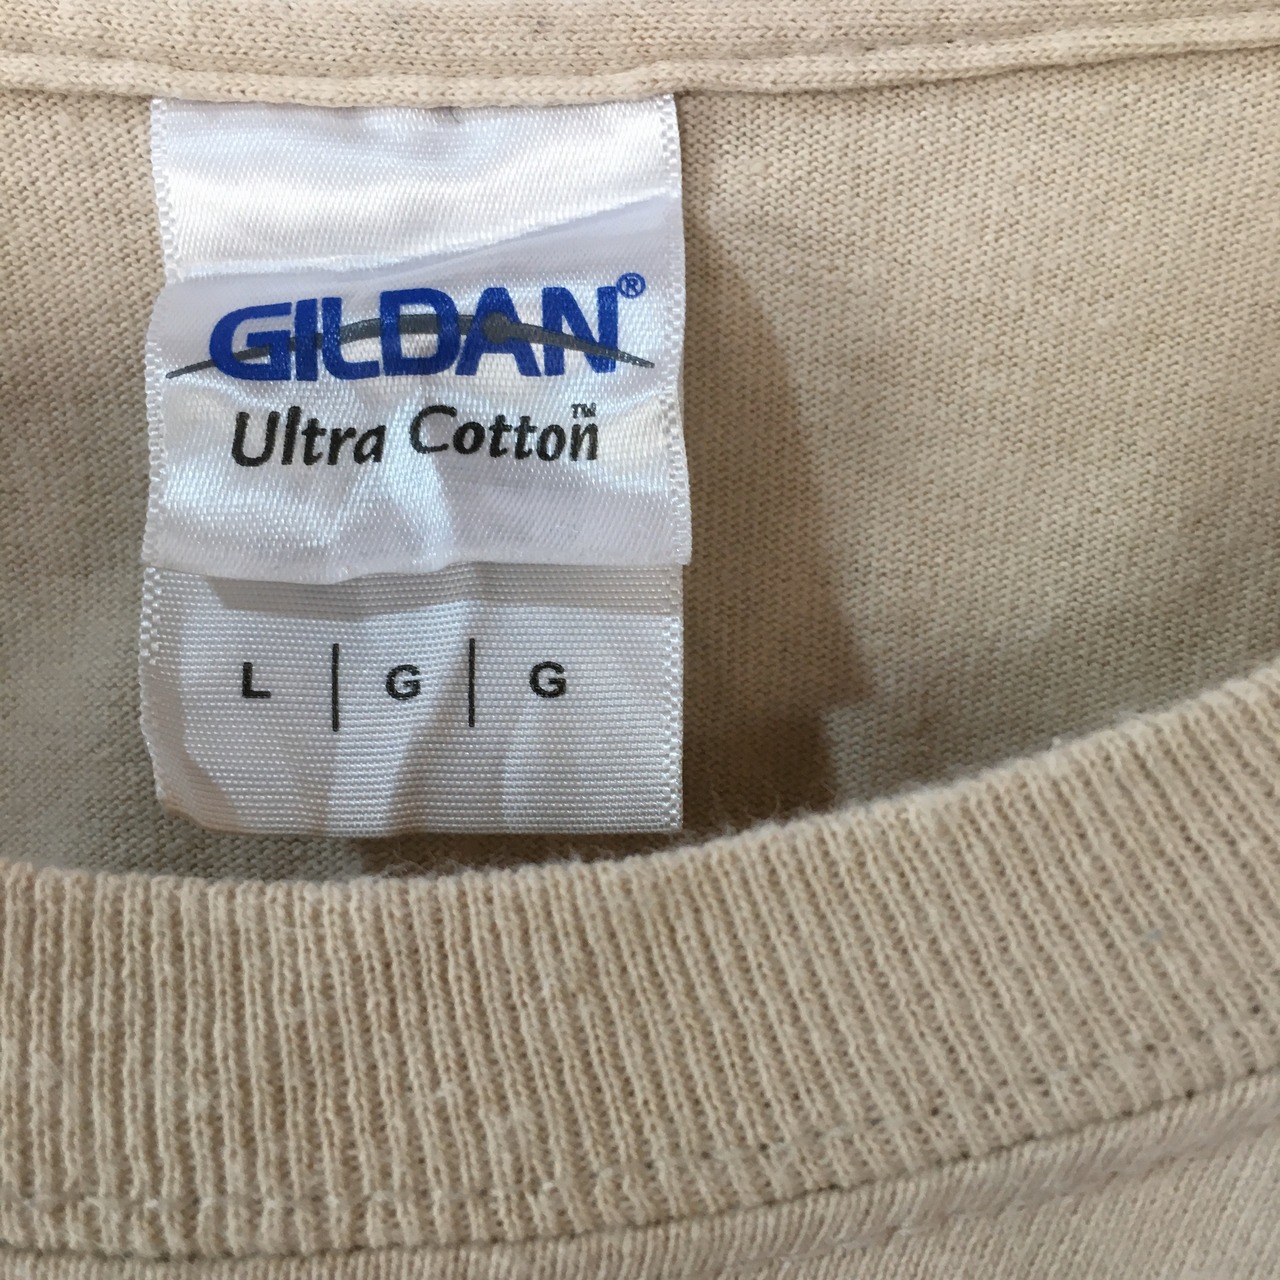 GILDAN®
Ultra Cotton™
L | G | G